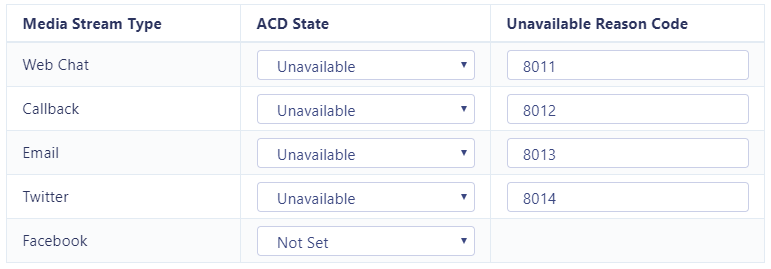 Media Stream Type ACD State Unavailable Reason Code
Web Chat Unavailable 8011
Callback Unavailable 8012
Email Unavailable 8013
Twitter Unavailable 8014
Facebook Not Set